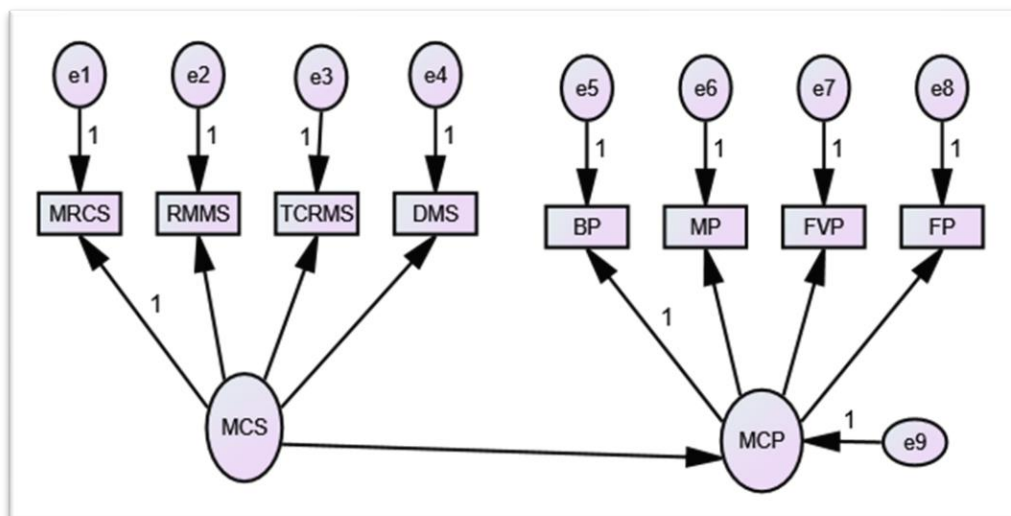 e1 e2 e3 e4 e5 e6 e7 e8
1 1 1 1 1 1 1 1
MRCS RMMS TCRMS DMS BP MP FVP FP
1 1
MCS MCP 1 e9